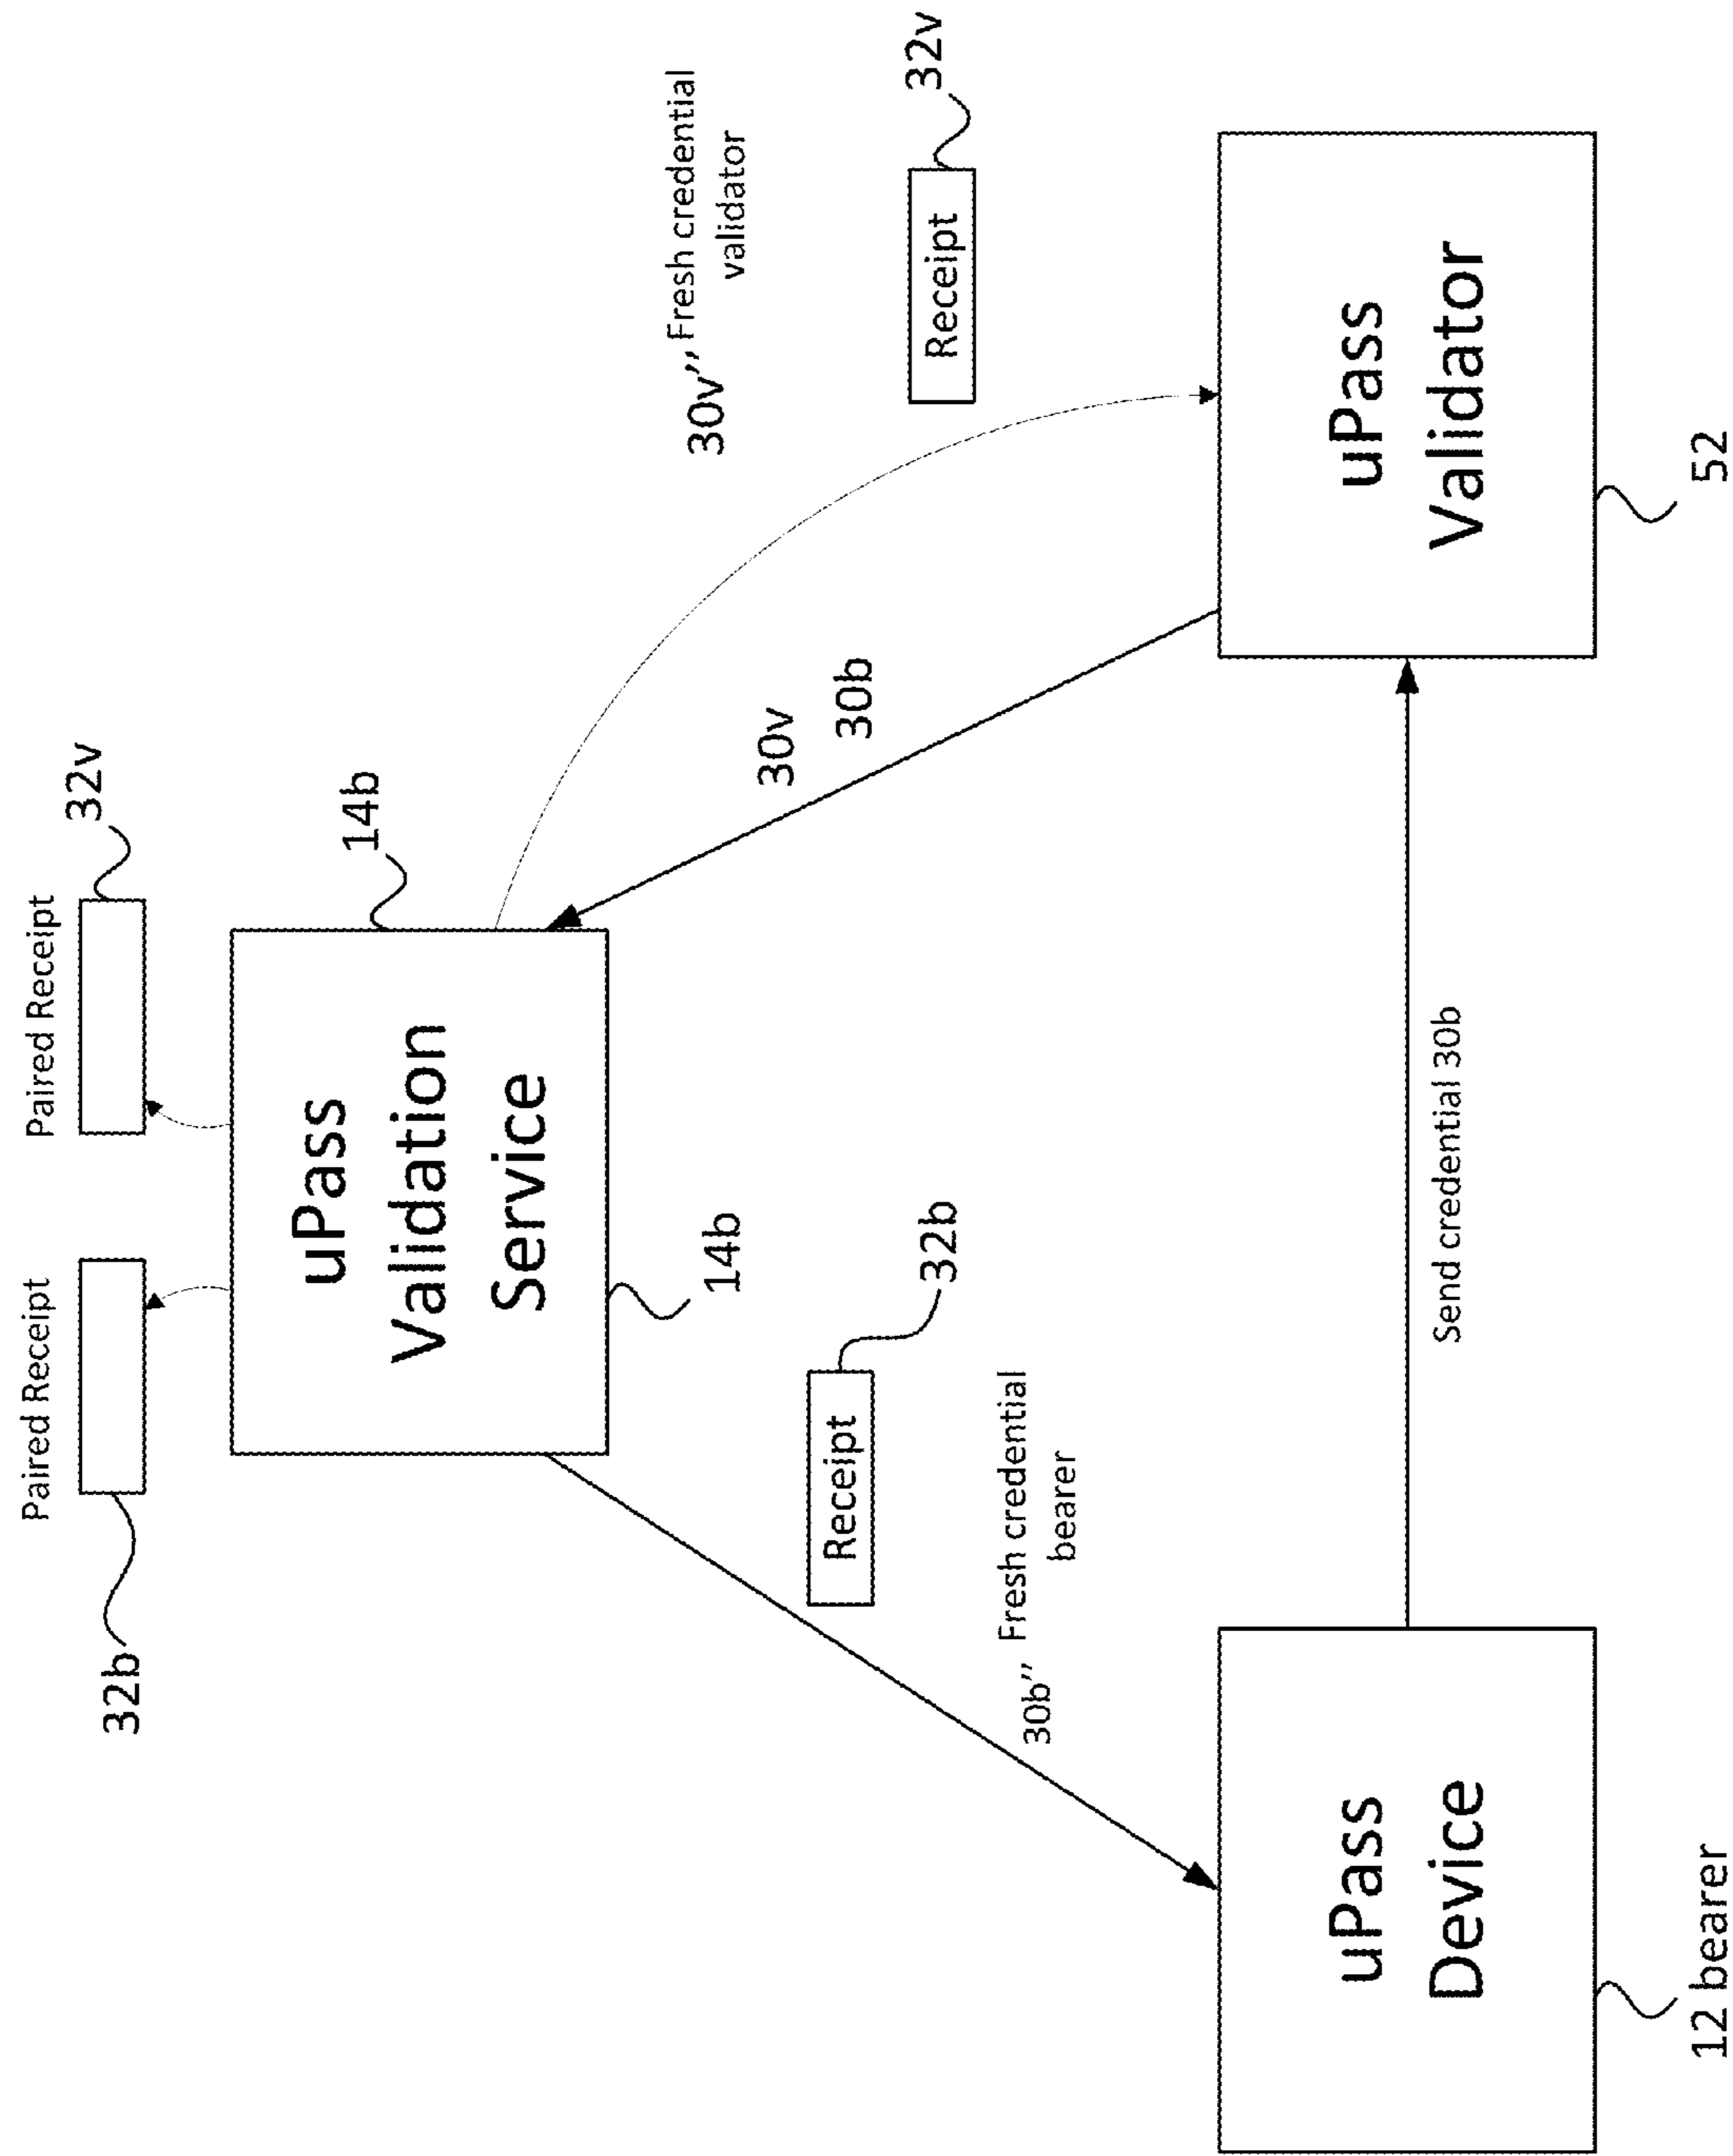 Paired Receipt
Paired Receipt
32b
32v
uPass
Validation
Service
14b
14b
Receipt
32b
30b'' Fresh credential
bearer
30v
30b
30v'' Fresh credential
validator
Receipt
32v
uPass
Device
12 bearer
Send credential 30b
uPass
Validator
52